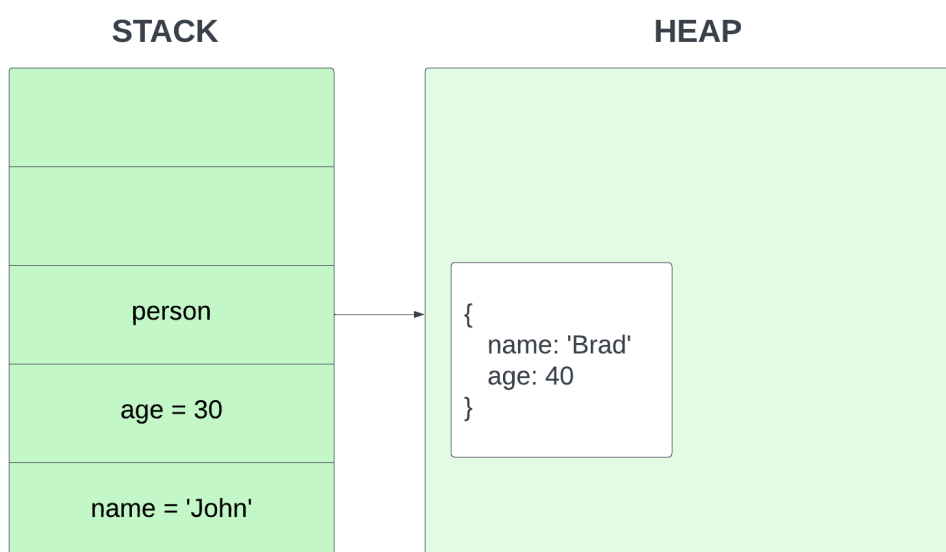 STACK
HEAP
person
age = 30
name = 'John'
{
name: 'Brad'
age: 40
}